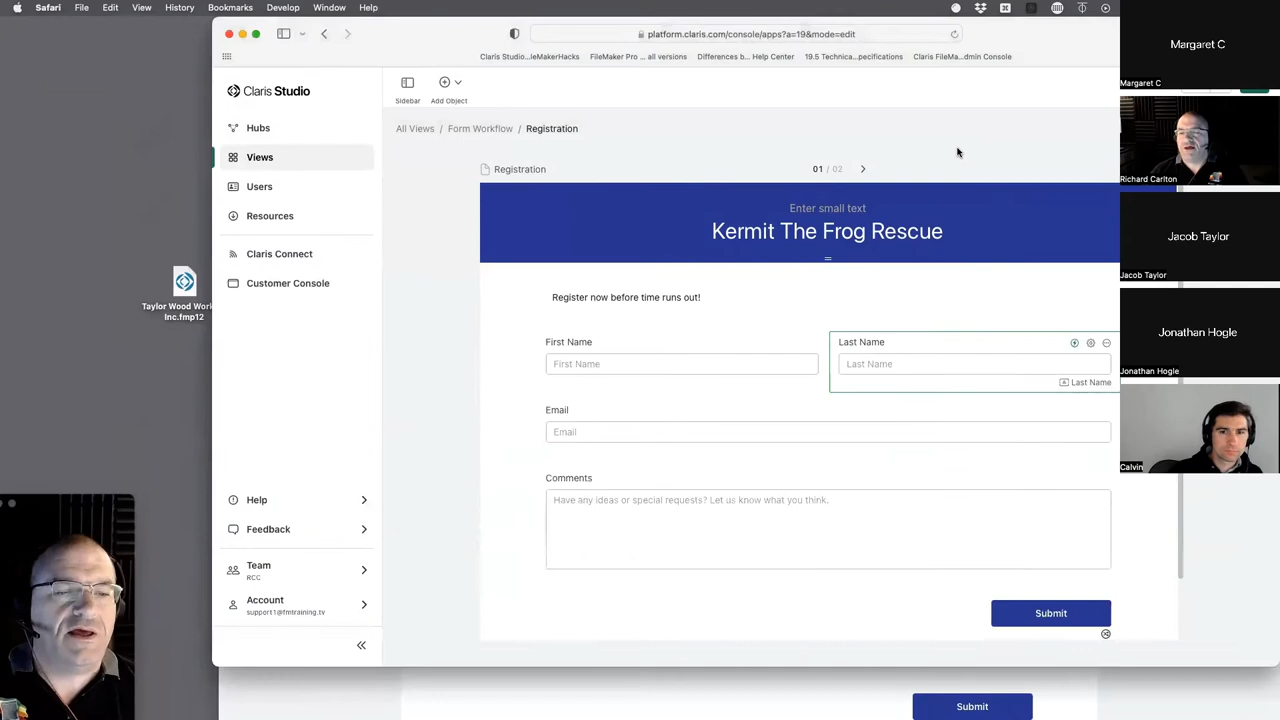 Safari File Edit View History Bookmarks Develop Window Help
platform.claris.com/console/apps?a=19&mode=edit
Claris Studio...leMakerHacks FileMaker Pro ... all versions Differences b... Help Center 19.5 Technica...pecifications Claris FileMa...dmin Console
Claris Studio
Sidebar Add Object
Hubs
Views
Users
Resources
Claris Connect
Customer Console
Help
Feedback
Team
RCC
Account
support1@fmtraining.tv
All Views / Form Workflow / Registration
Registration 01 / 02
Enter small text
Kermit The Frog Rescue
Register now before time runs out!
First Name Last Name
First Name Last Name
Last Name
Email
Email
Comments
Have any ideas or special requests? Let us know what you think.
Submit
Submit
Taylor Wood Work
Inc.fmp12
Margaret C
Margaret C
Richard Carlton
Jacob Taylor
Jacob Taylor
Jonathan Hogle
Jonathan Hogle
Calvin